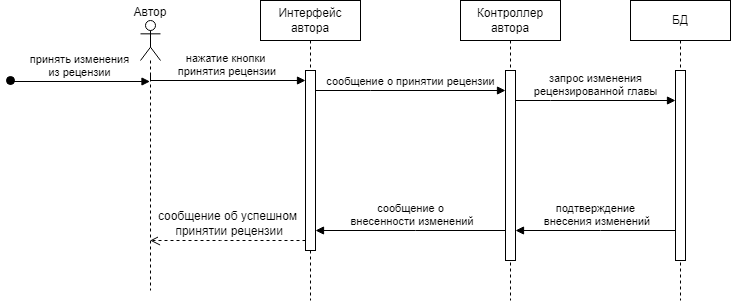 Автор
Интерфейс
автора
Контроллер
автора
БД
принять изменения
из рецензии
нажатие кнопки
принятия рецензии
сообщение о принятии рецензии
запрос изменения
рецензированной главы
сообщение об успешном
принятии рецензии
сообщение о
внесенности изменений
подтверждение
внесения изменений